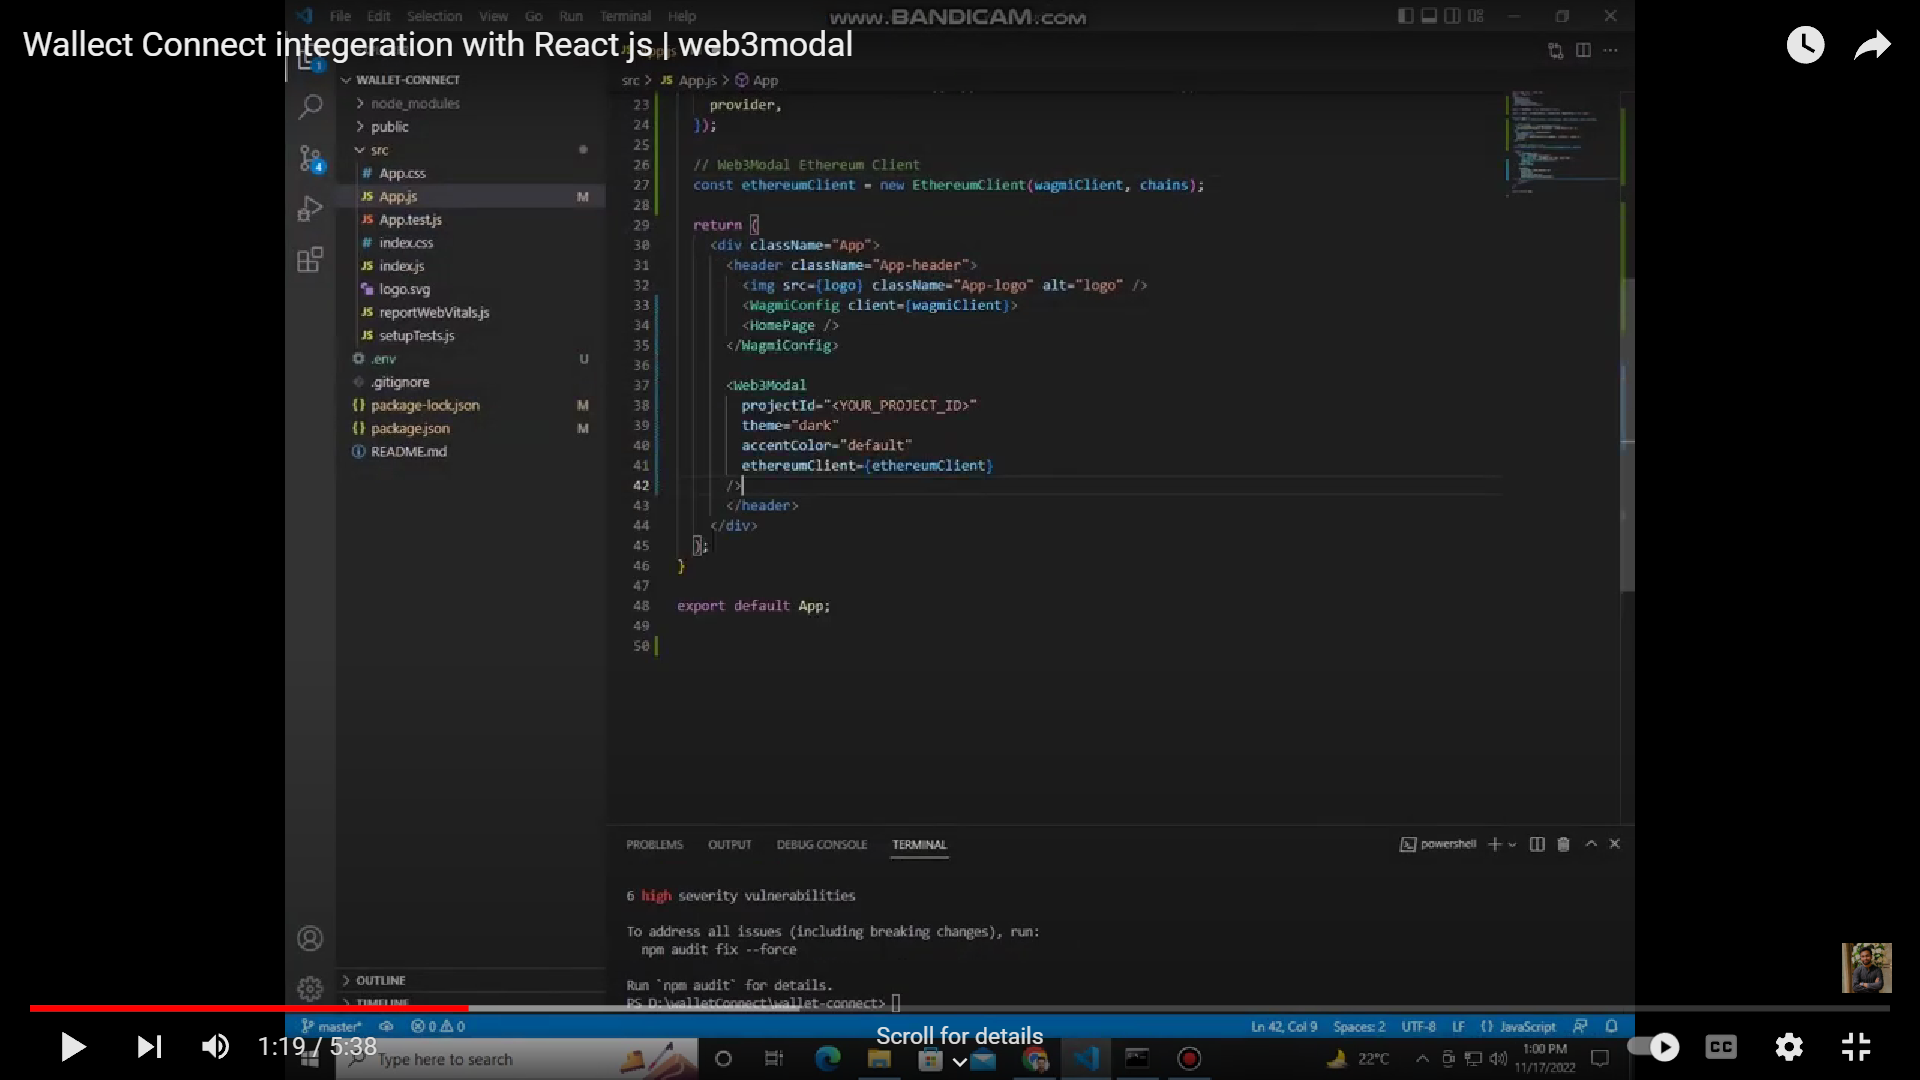 File Edit Selection View Go Run Terminal Help
www.BANDICAM.com
Wallect Connect integeration with React js | web3modal
1
WALLET-CONNECT
src > JS App.js > App
node_modules
public
src
# App.css
JS App.js M
JS App.test.js
# index.css
JS index.js
logo.svg
JS reportWebVitals.js
JS setupTests.js
.env U
.gitignore
{} package-lock.json M
{} package.json M
README.md
4
23 provider,
24 });
25
26 // Web3Modal Ethereum Client
27 const ethereumClient = new EthereumClient(wagmiClient, chains);
28
29 return (
30 <div className="App">
31 <header className="App-header">
32 <img src={logo} className="App-logo" alt="logo" />
33 <WagmiConfig client={wagmiClient}>
34 <HomePage />
35 </WagmiConfig>
36
37 <Web3Modal
38 projectId="<YOUR_PROJECT_ID>"
39 theme="dark"
40 accentColor="default"
41 ethereumClient={ethereumClient}
42 />
43 </header>
44 </div>
45 );
46 }
47
48 export default App;
49
50
PROBLEMS OUTPUT DEBUG CONSOLE TERMINAL
powershell
6 high severity vulnerabilities
To address all issues (including breaking changes), run:
npm audit fix --force
Run `npm audit` for details.
PS D:\walletConnect\wallet-connect>
OUTLINE
TIMELINE
master* 0 0
Ln 42, Col 9 Spaces: 2 UTF-8 LF {} JavaScript
Scroll for details
1:19 / 5:38
CC
Type here to search
22°C
1:00 PM
11/17/2022